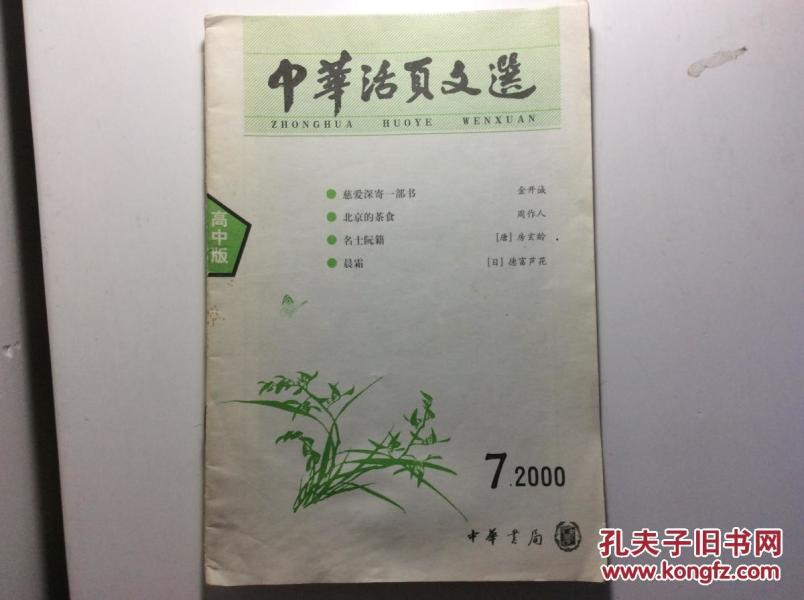 中華活頁文選
ZHONGHUA HUOYE WENXUAN
● 慈爱深寄一部书 金开诚
● 北京的茶食 周作人
● 名士阮籍 [唐] 房玄龄
● 晨霜 [日] 德富芦花
高中版
7.2000
中华书局
孔夫子旧书网
www.kongfz.com